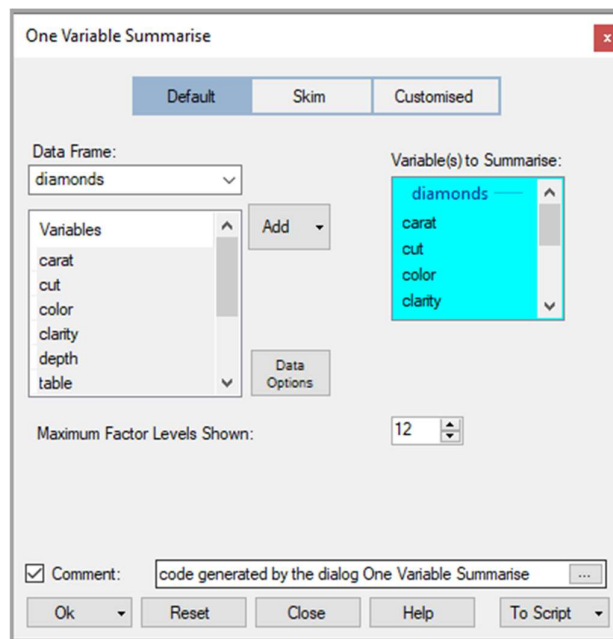 One Variable Summarise
x
Default Skim Customised
Data Frame:
diamonds
Variables
carat
cut
color
clarity
depth
table
Add
Data
Options
Variable(s) to Summarise:
diamonds
carat
cut
color
clarity
Maximum Factor Levels Shown:
12
Comment:
code generated by the dialog One Variable Summarise
...
Ok Reset Close Help To Script